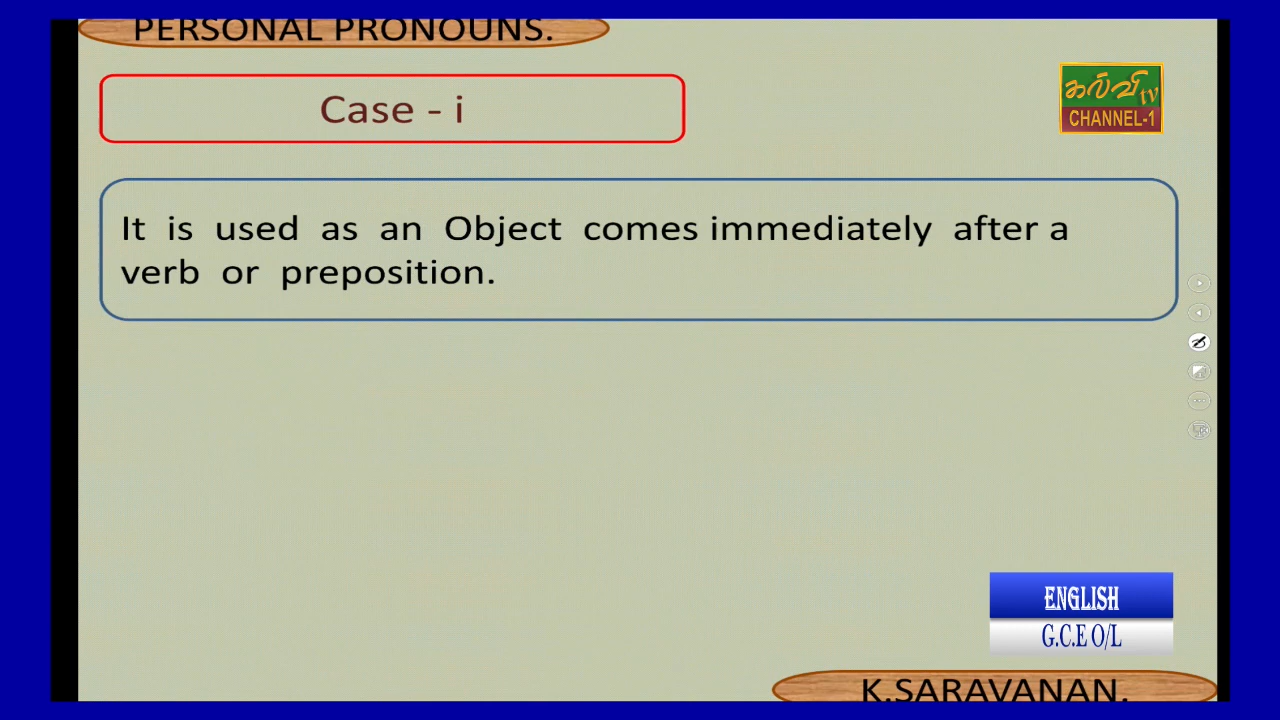 PERSONAL PRONOUNS.
Case - i
கல்வி tv
CHANNEL-1
It is used as an Object comes immediately after a
verb or preposition.
ENGLISH
G.C.E O/L
K.SARAVANAN.